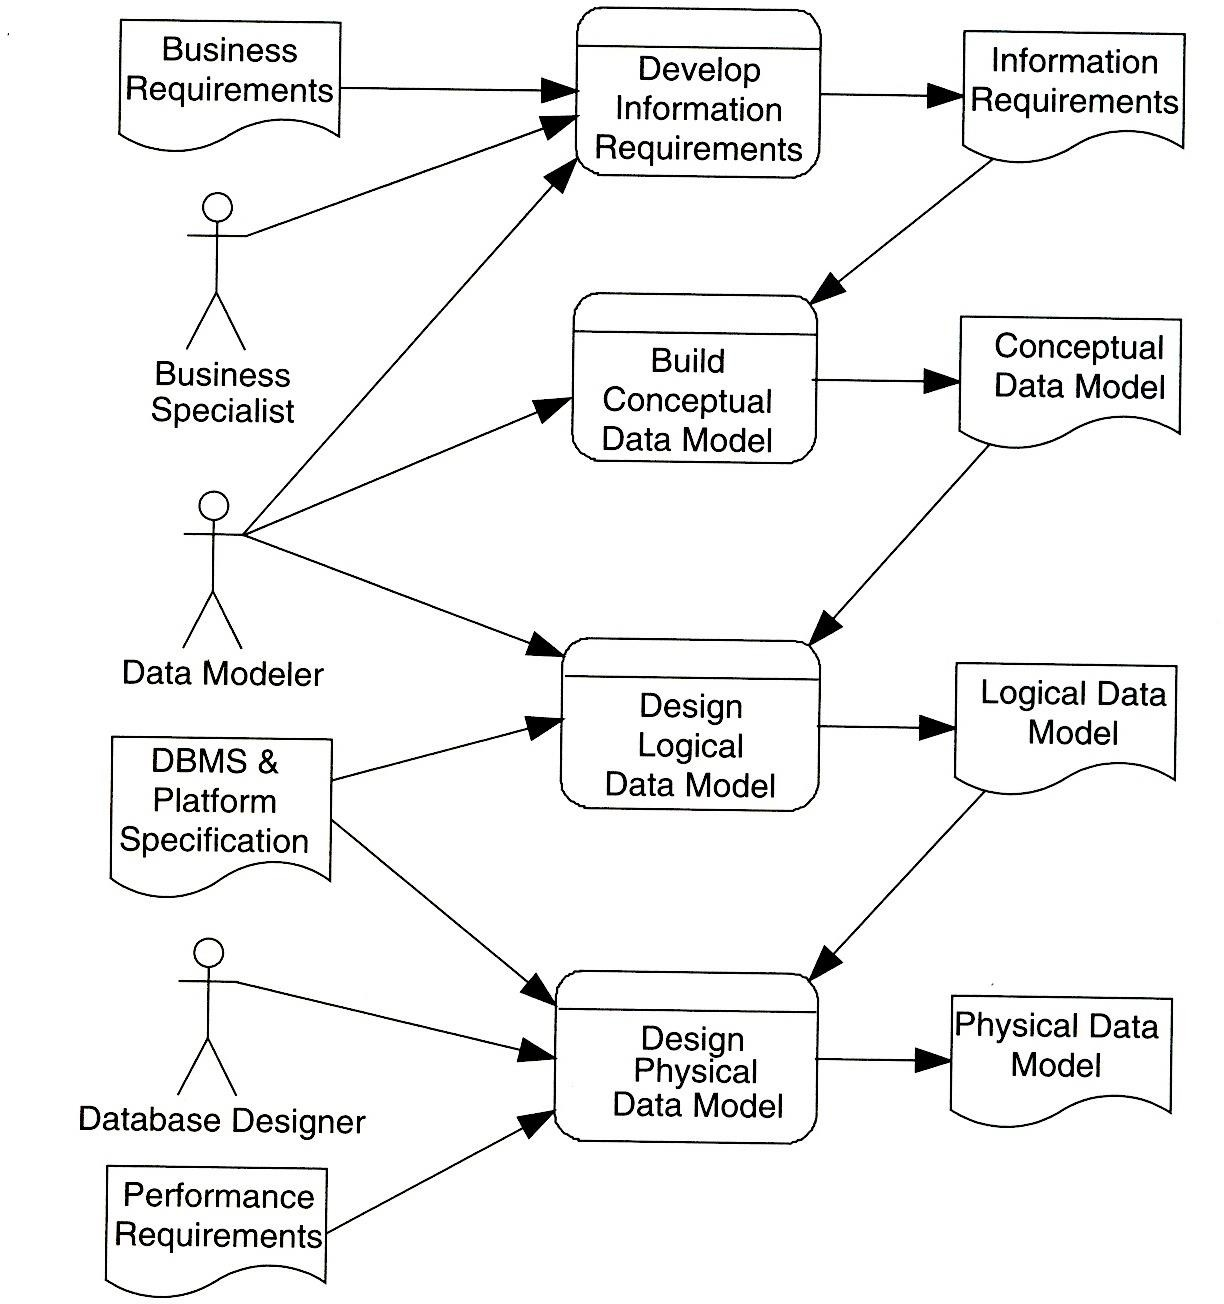 Business
Requirements
Develop
Information
Requirements
Information
Requirements
Business
Specialist
Build
Conceptual
Data Model
Conceptual
Data Model
Data Modeler
Design
Logical
Data Model
Logical Data
Model
DBMS &
Platform
Specification
Database Designer
Design
Physical
Data Model
Physical Data
Model
Performance
Requirements